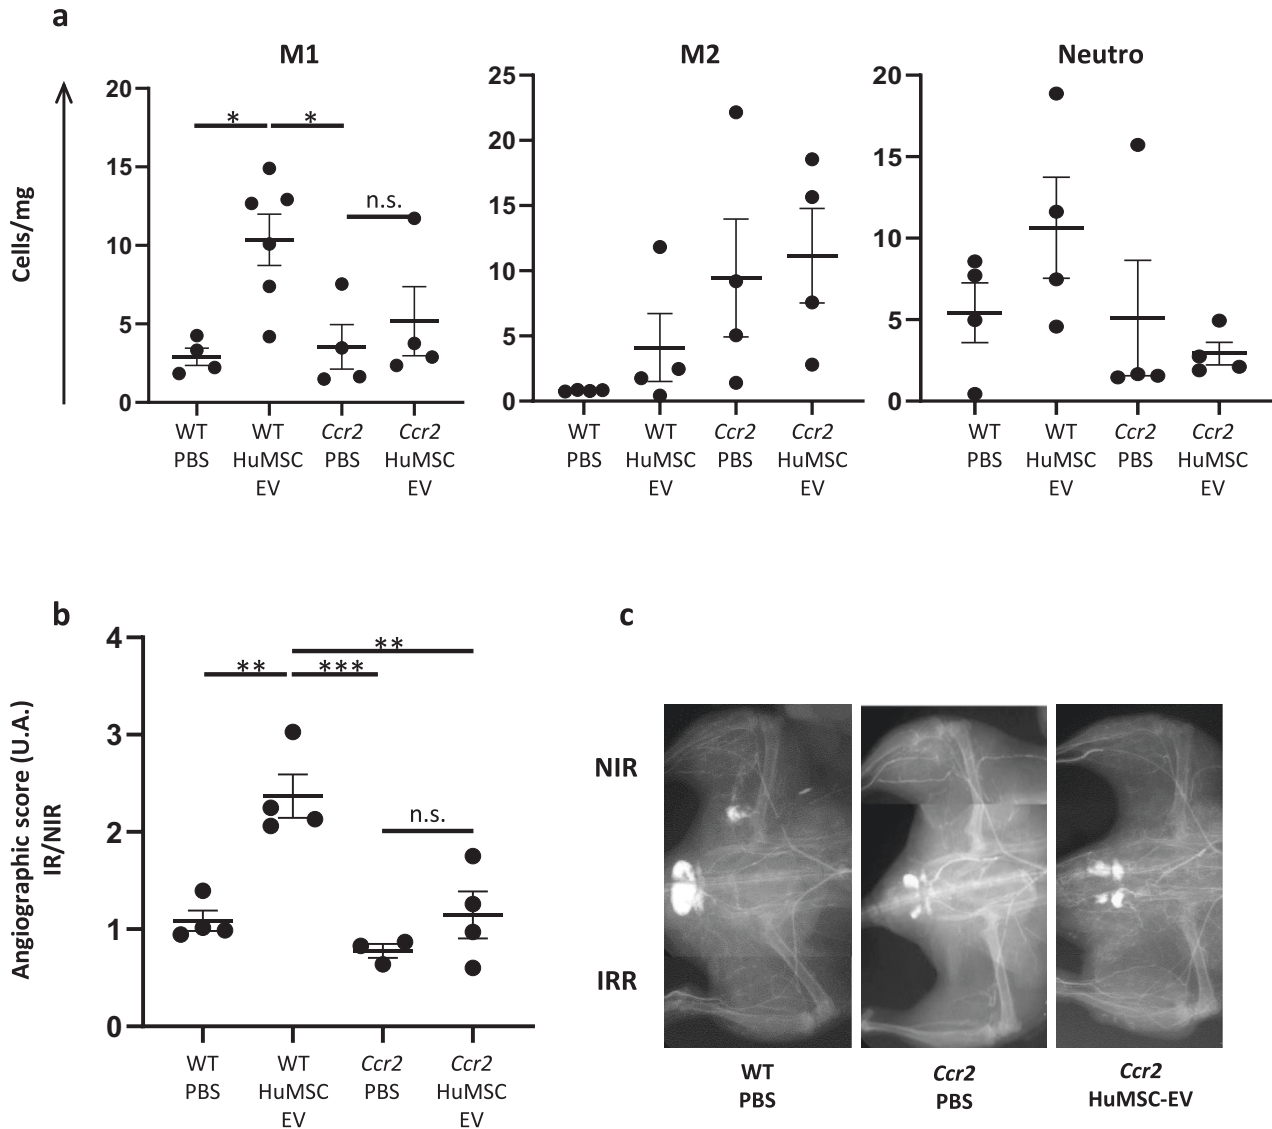 a
M1
M2
Neutro
Cells/mg
20
15
10
5
0
*
*
n.s.
WT
PBS
WT
HuMSC
EV
Ccr2
PBS
Ccr2
HuMSC
EV
25
20
15
10
5
0
WT
PBS
WT
HuMSC
EV
Ccr2
PBS
Ccr2
HuMSC
EV
20
15
10
5
0
WT
PBS
WT
HuMSC
EV
Ccr2
PBS
Ccr2
HuMSC
EV
b
Angiographic score (U.A.)
IR/NIR
4
3
2
1
0
**
***
**
n.s.
WT
PBS
WT
HuMSC
EV
Ccr2
PBS
Ccr2
HuMSC
EV
c
NIR
IRR
WT
PBS
Ccr2
PBS
Ccr2
HuMSC-EV